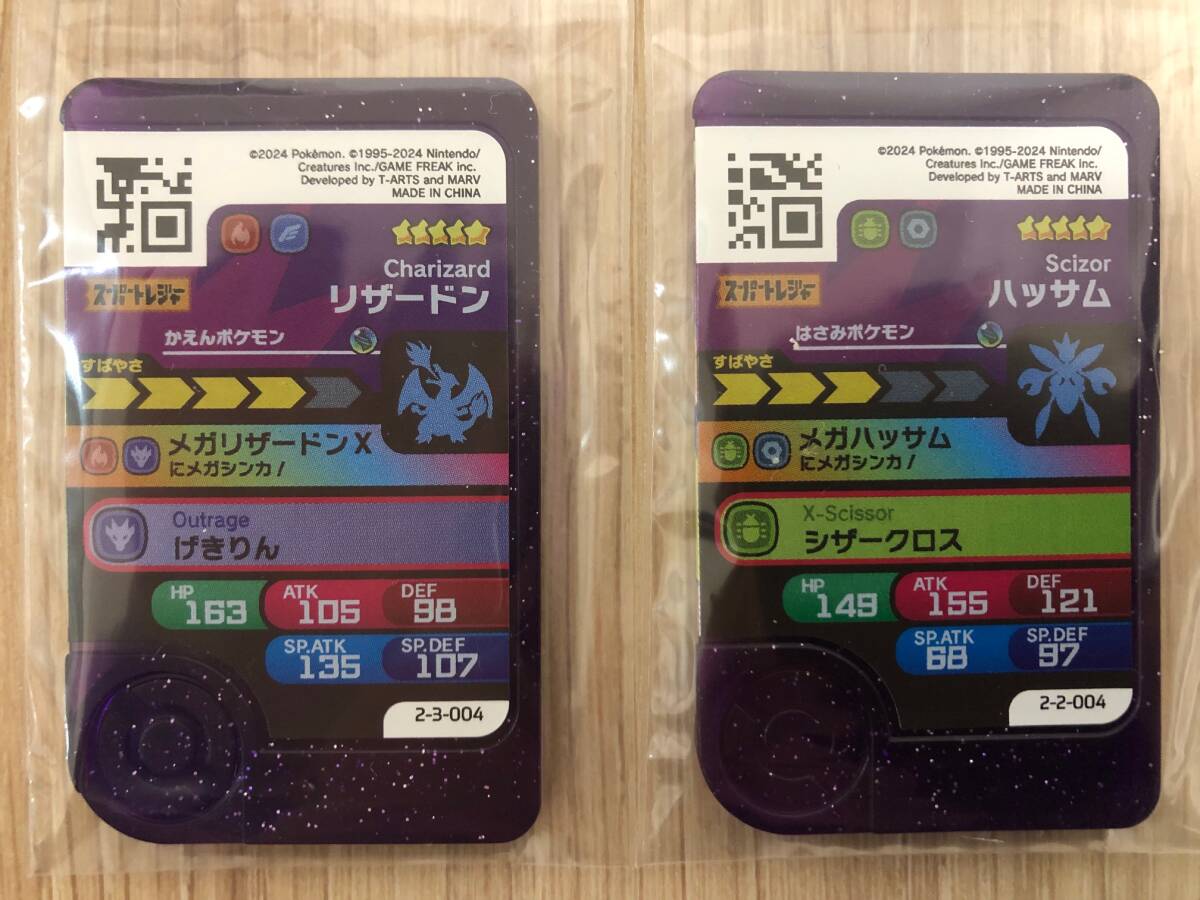 ©2024 Pokémon. ©1995-2024 Nintendo/
Creatures Inc./GAME FREAK inc.
Developed by T-ARTS and MARV
MADE IN CHINA
Charizard
スーパートレジャー
リザードン
かえんポケモン
すばやさ
メガリザードンX
にメガシンカ!
Outrage
げきりん
HP
163
ATK
105
DEF
98
SP.ATK
135
SP.DEF
107
2-3-004
©2024 Pokémon. ©1995-2024 Nintendo/
Creatures Inc./GAME FREAK inc.
Developed by T-ARTS and MARV
MADE IN CHINA
Scizor
スーパートレジャー
ハッサム
はさみポケモン
すばやさ
メガハッサム
にメガシンカ!
X-Scissor
シザークロス
HP
149
ATK
155
DEF
121
SP.ATK
68
SP.DEF
97
2-2-004